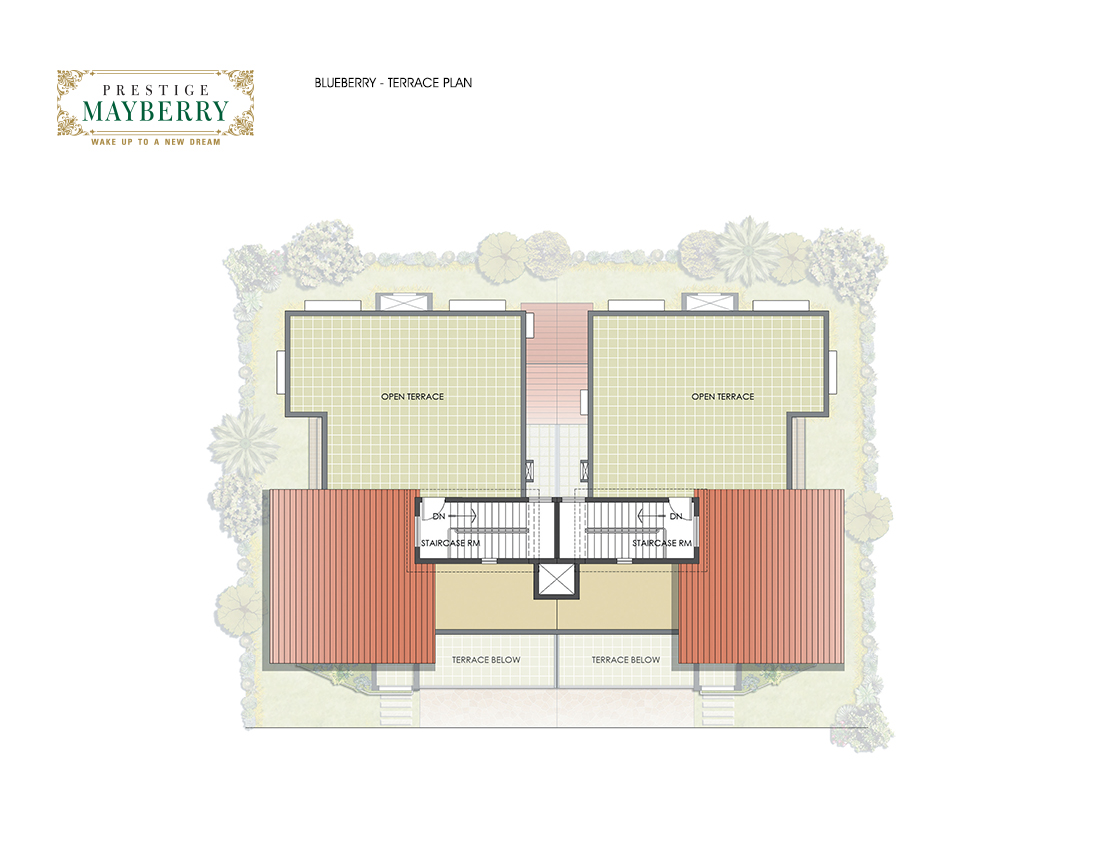 PRESTIGE
MAYBERRY
WAKE UP TO A NEW DREAM
BLUEBERRY - TERRACE PLAN
OPEN TERRACE
OPEN TERRACE
DN
DN
STAIRCASE RM
STAIRCASE RM
TERRACE BELOW
TERRACE BELOW